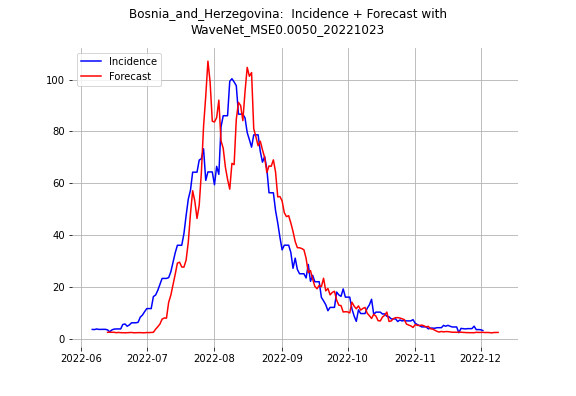 Bosnia_and_Herzegovina:  Incidence + Forecast with
WaveNet_MSE0.0050_20221023
Incidence
Forecast
100
80
60
40
20
0
2022-06 2022-07 2022-08 2022-09 2022-10 2022-11 2022-12